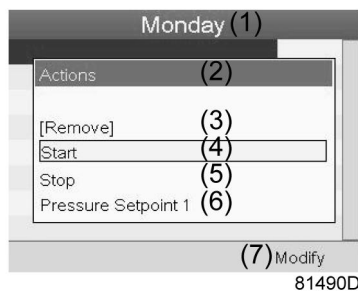 Monday (1)
Actions (2)
[Remove] (3)
Start (4)
Stop (5)
Pressure Setpoint 1 (6)
(7) Modify
81490D